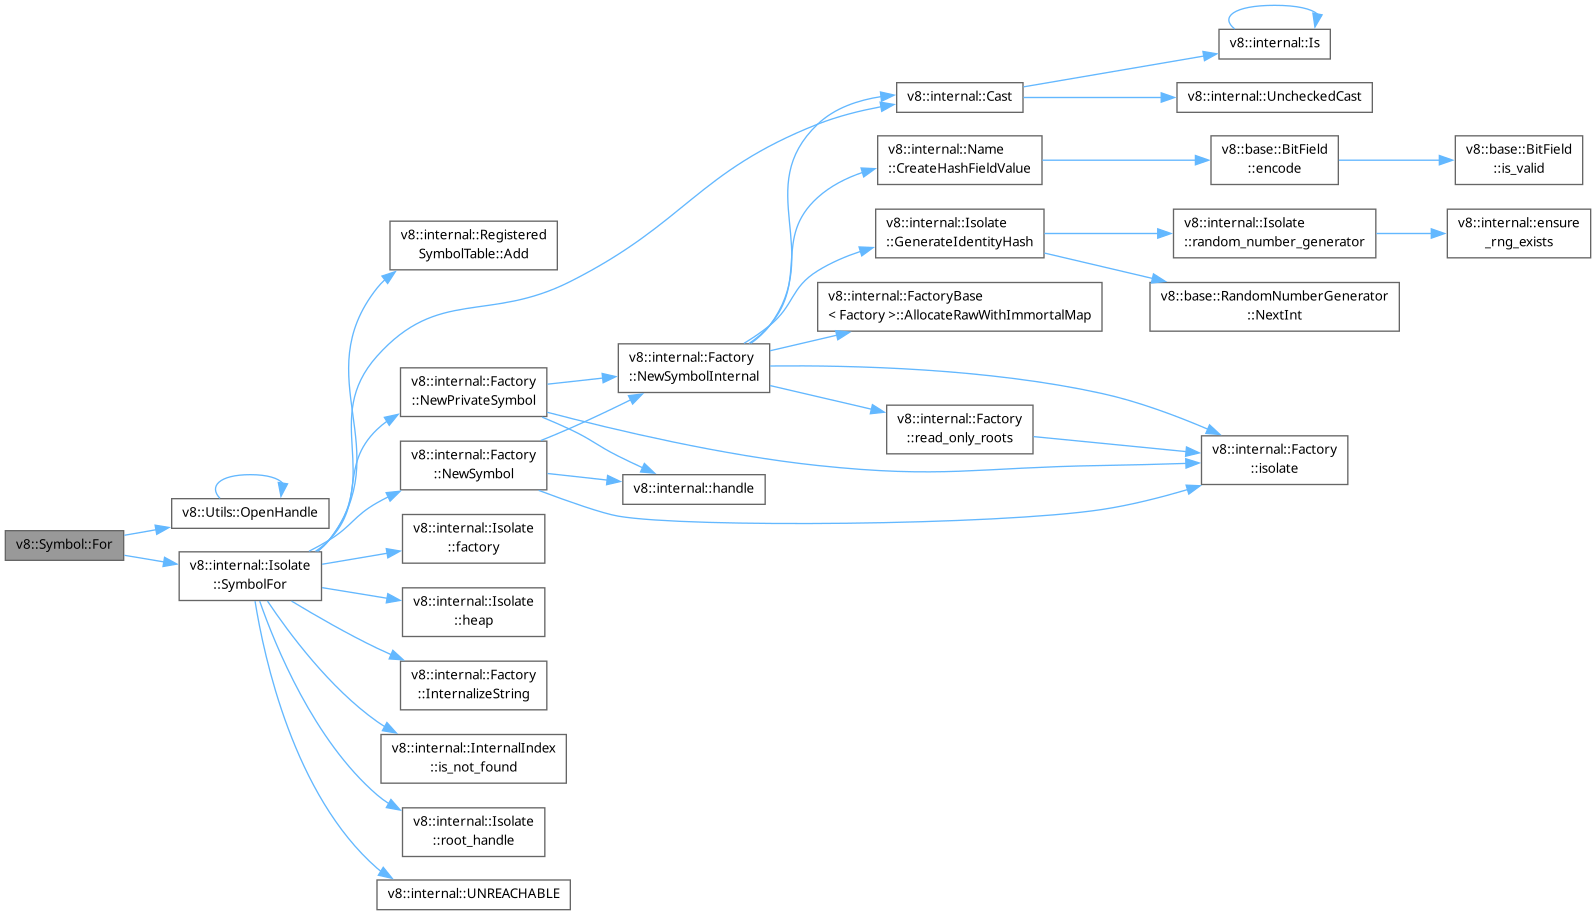 v8::Symbol::For
v8::Utils::OpenHandle
v8::internal::Isolate
::SymbolFor
v8::internal::Registered
SymbolTable::Add
v8::internal::Factory
::NewPrivateSymbol
v8::internal::Factory
::NewSymbol
v8::internal::Isolate
::factory
v8::internal::Isolate
::heap
v8::internal::Factory
::InternalizeString
v8::internal::InternalIndex
::is_not_found
v8::internal::Isolate
::root_handle
v8::internal::UNREACHABLE
v8::internal::Factory
::NewSymbolInternal
v8::internal::handle
v8::internal::Cast
v8::internal::Name
::CreateHashFieldValue
v8::internal::Isolate
::GenerateIdentityHash
v8::internal::FactoryBase
< Factory >::AllocateRawWithImmortalMap
v8::internal::Factory
::read_only_roots
v8::internal::Is
v8::internal::UncheckedCast
v8::base::BitField
::encode
v8::internal::Isolate
::random_number_generator
v8::base::RandomNumberGenerator
::NextInt
v8::internal::Factory
::isolate
v8::base::BitField
::is_valid
v8::internal::ensure
_rng_exists